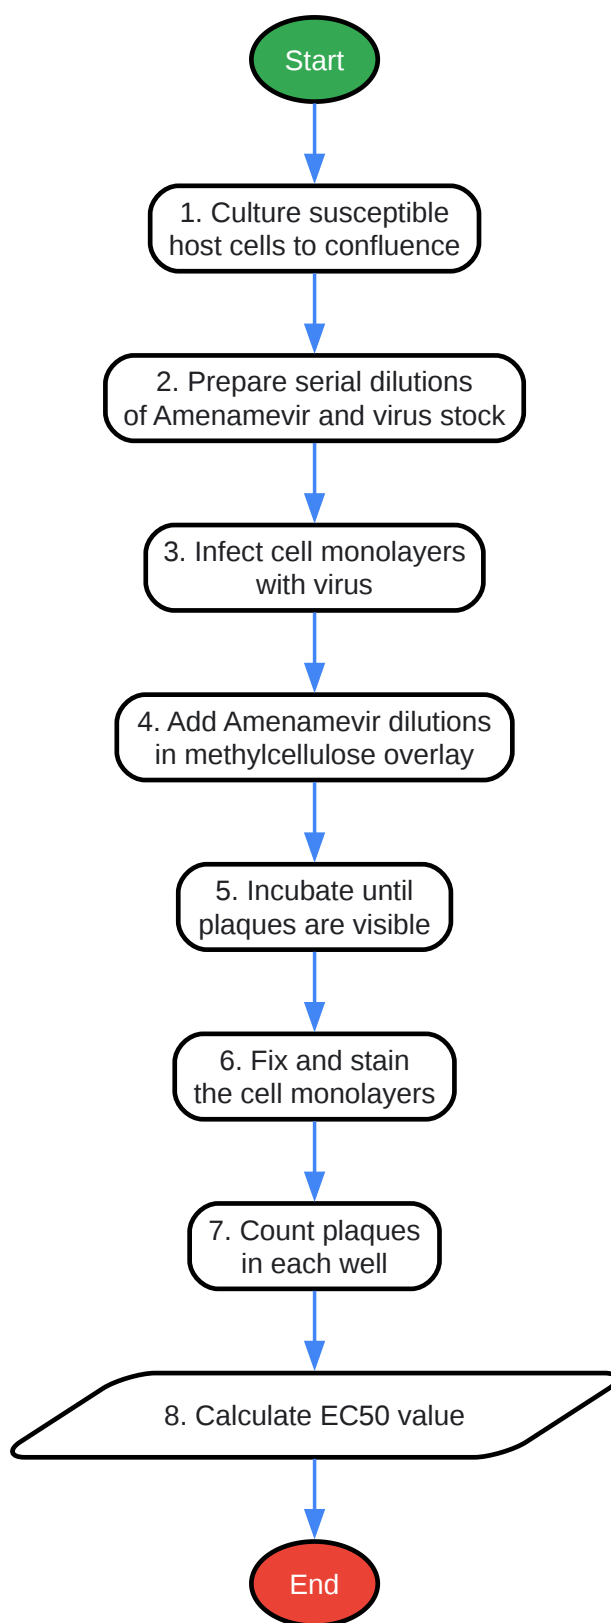 Start
1. Culture susceptible
host cells to confluence
2. Prepare serial dilutions
of Amenamevir and virus stock
3. Infect cell monolayers
with virus
4. Add Amenamevir dilutions
in methylcellulose overlay
5. Incubate until
plaques are visible
6. Fix and stain
the cell monolayers
7. Count plaques
in each well
8. Calculate EC50 value
End